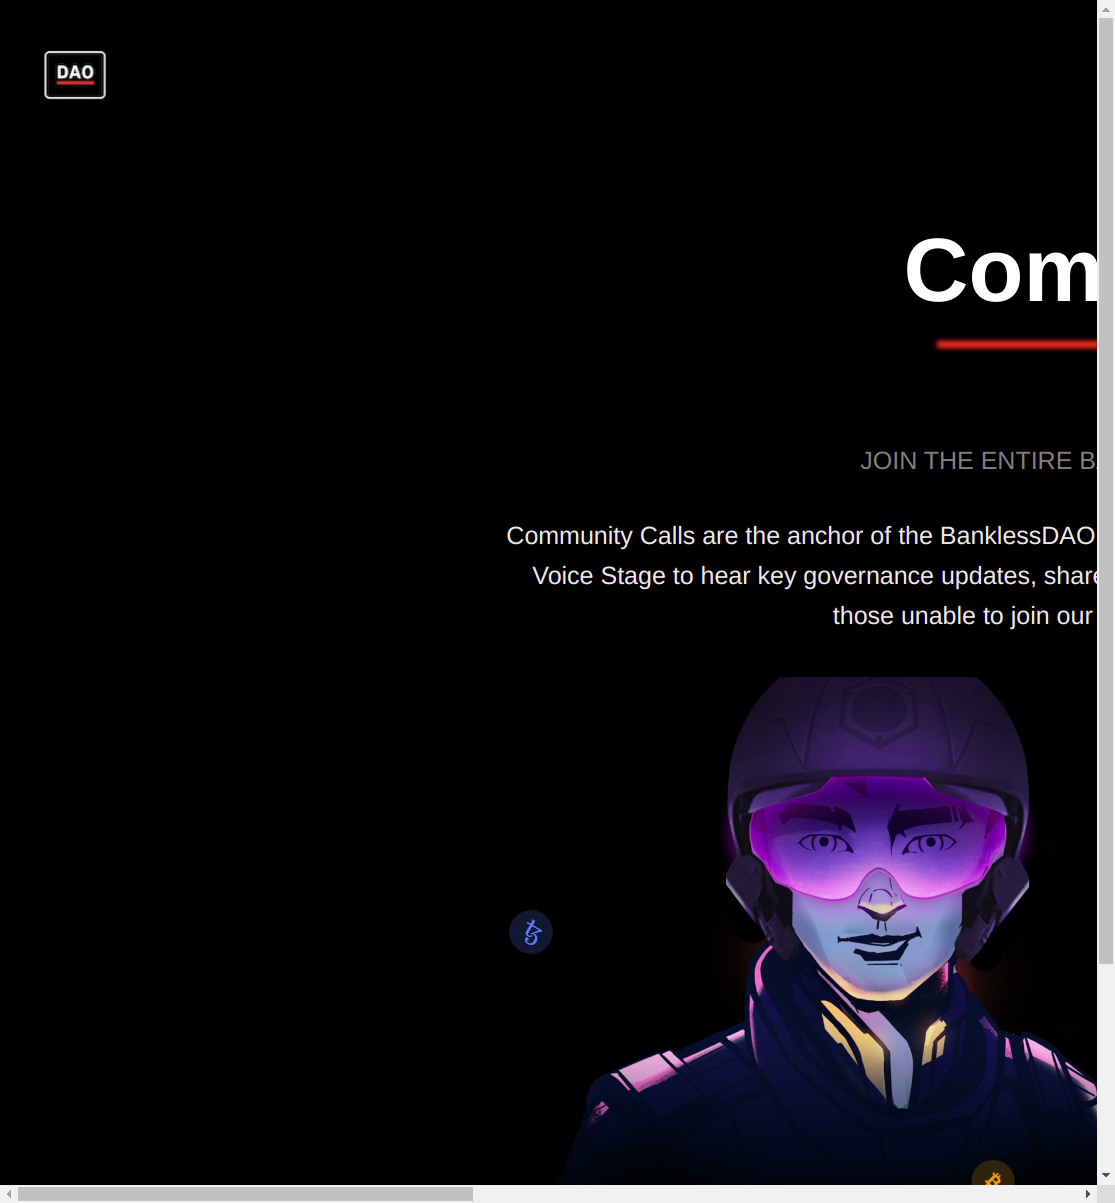 DAO
Com
JOIN THE ENTIRE B
Community Calls are the anchor of the BanklessDAO
Voice Stage to hear key governance updates, share
those unable to join our